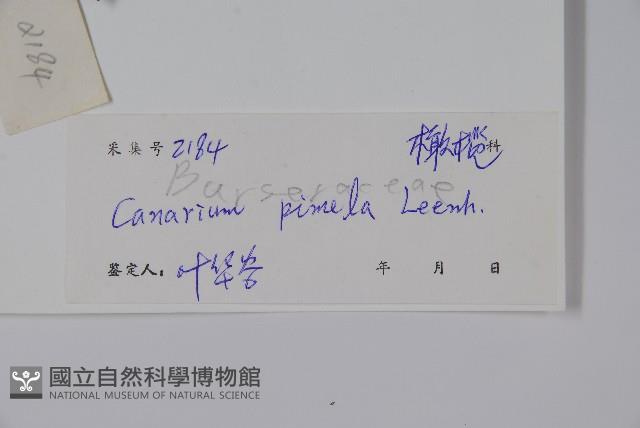 2184
采集号 2184 橄榄科
Burseraceae
Canarium pimela Leenh.
鉴定人: 叶华谷
年 月 日
國立自然科學博物館
NATIONAL MUSEUM OF NATURAL SCIENCE